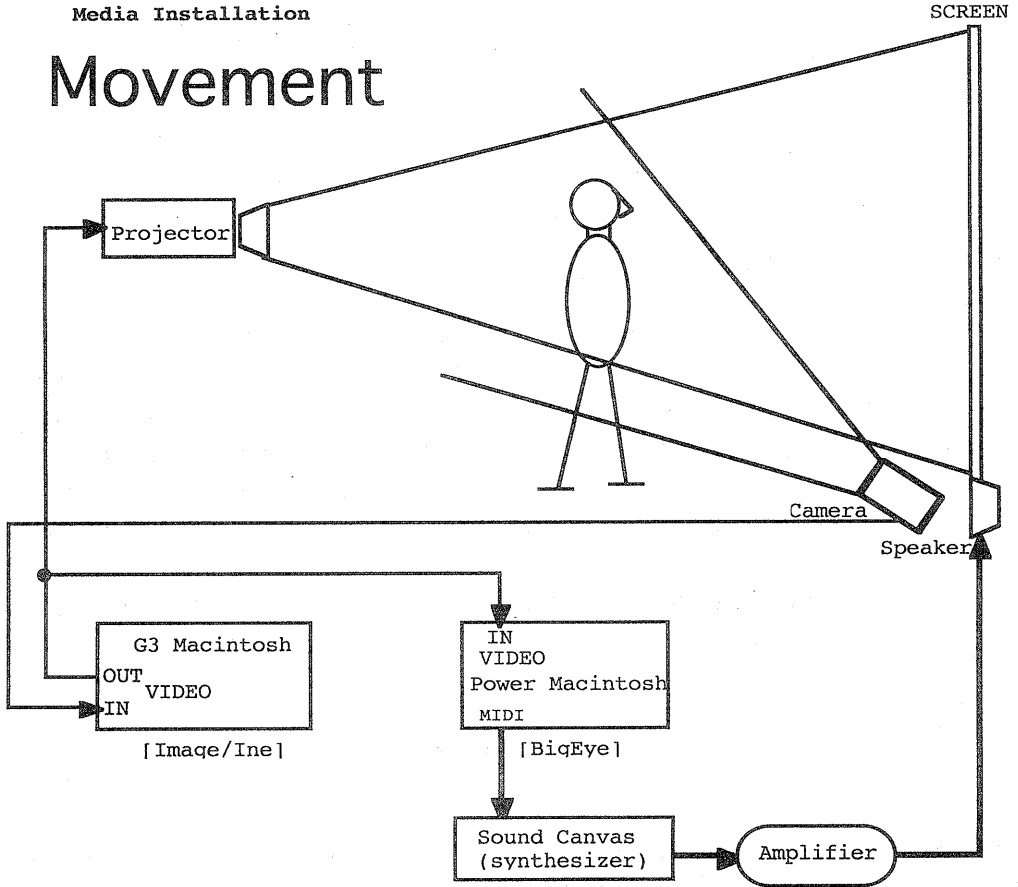 Media Installation
SCREEN
Movement
Projector
Camera
Speaker
G3 Macintosh
OUT
VIDEO
IN
[Image/Ine]
IN
VIDEO
Power Macintosh
MIDI
[BigEye]
Sound Canvas
(synthesizer)
Amplifier